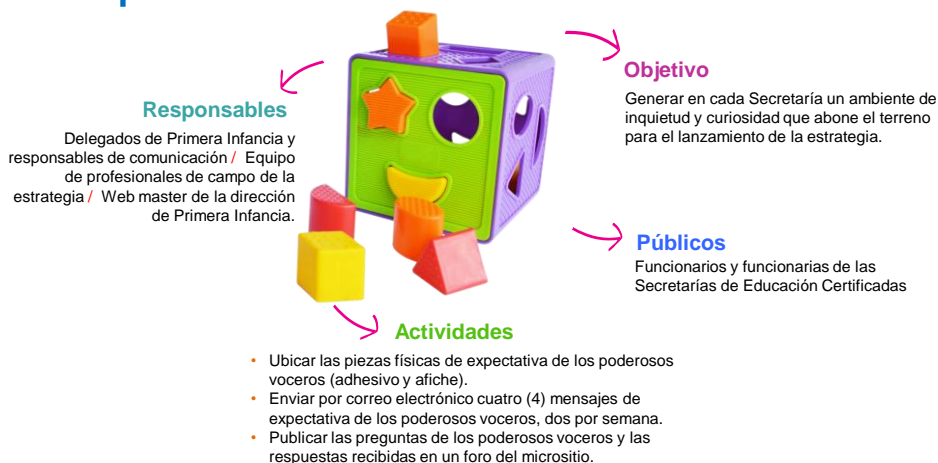 Objetivo
Generar en cada Secretaría un ambiente de
inquietud y curiosidad que abone el terreno
para el lanzamiento de la estrategia.
Responsables
Delegados de Primera Infancia y
responsables de comunicación / Equipo
de profesionales de campo de la
estrategia / Web master de la dirección
de Primera Infancia.
Públicos
Funcionarios y funcionarias de las
Secretarías de Educación Certificadas
Actividades
• Ubicar las piezas físicas de expectativa de los poderosos
voceros (adhesivo y afiche).
• Enviar por correo electrónico cuatro (4) mensajes de
expectativa de los poderosos voceros, dos por semana.
• Publicar las preguntas de los poderosos voceros y las
respuestas recibidas en un foro del micrositio.